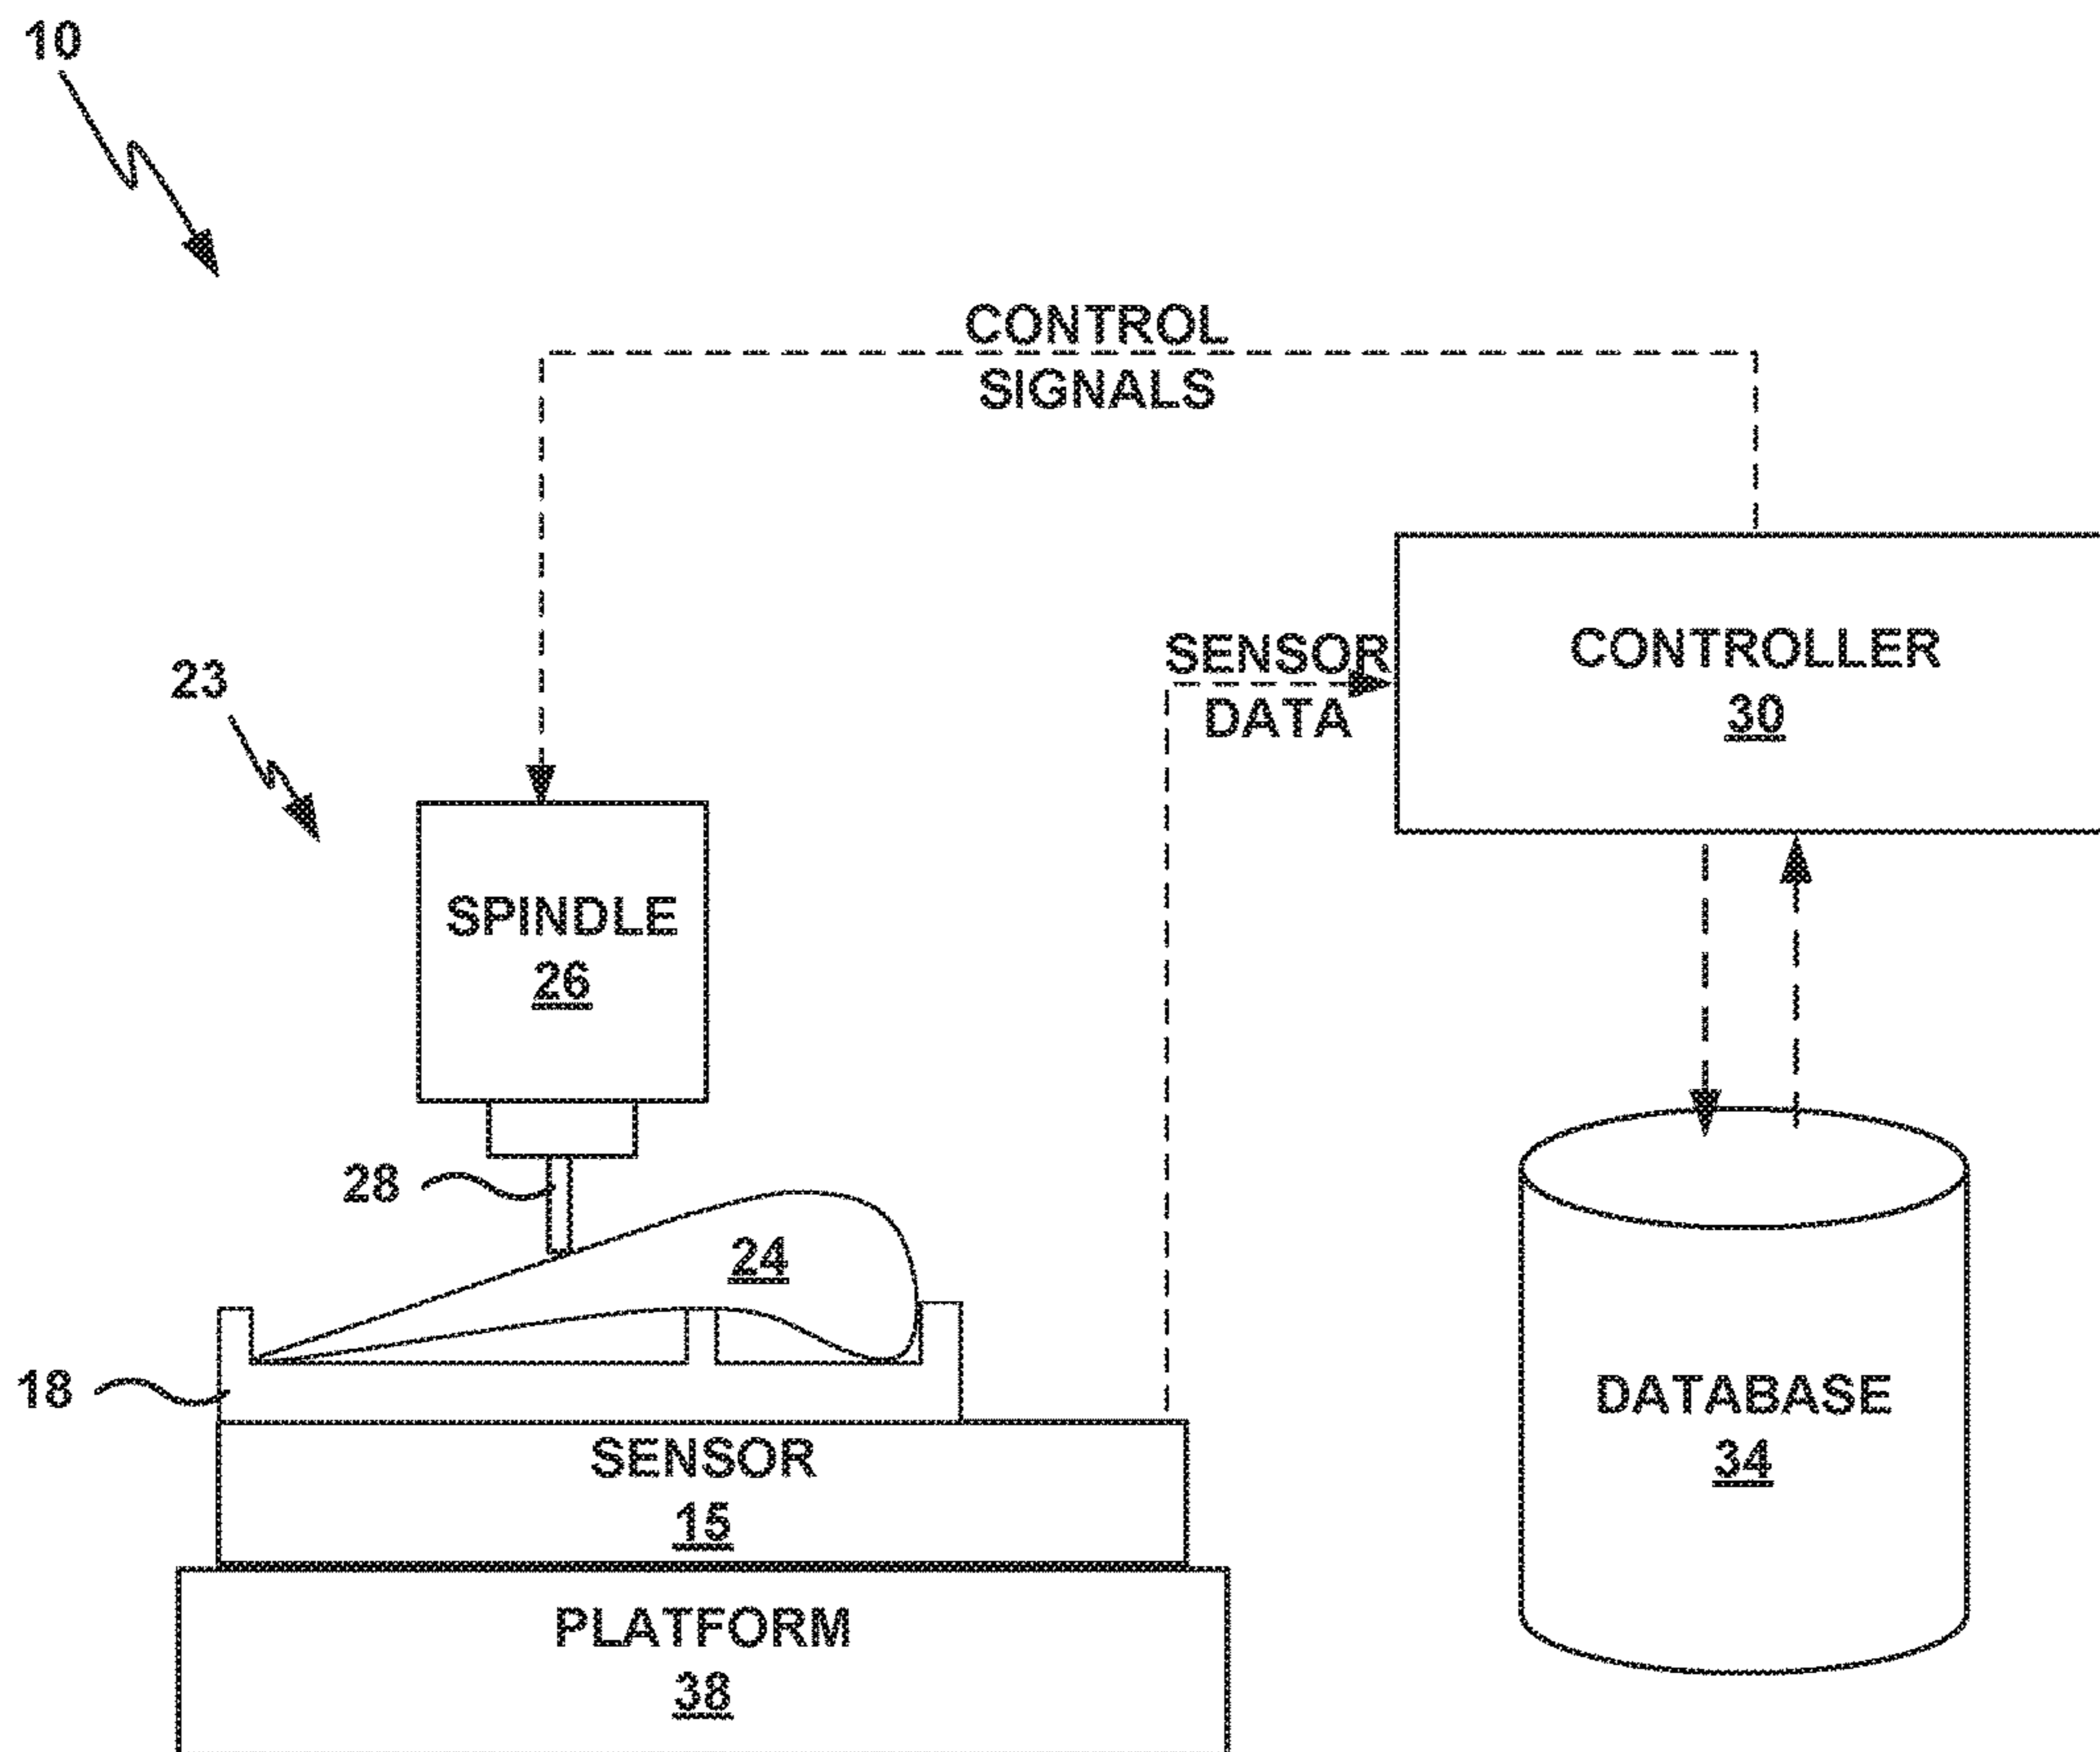 10
CONTROL
SIGNALS
SENSOR
DATA
CONTROLLER
30
23
SPINDLE
26
28
24
18
SENSOR
15
PLATFORM
38
DATABASE
34